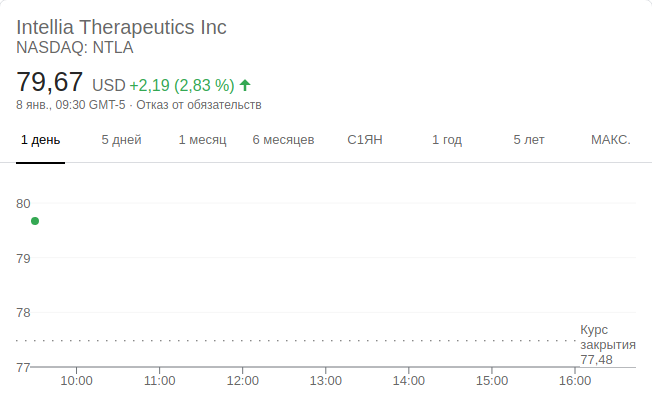 Intellia Therapeutics Inc
NASDAQ: NTLA
79,67 USD +2,19 (2,83 %)
8 янв., 09:30 GMT-5 · Отказ от обязательств
1 день 5 дней 1 месяц 6 месяцев С1ЯН 1 год 5 лет МАКС.
80
79
78
Курс
закрытия
77,48
77
10:00 11:00 12:00 13:00 14:00 15:00 16:00